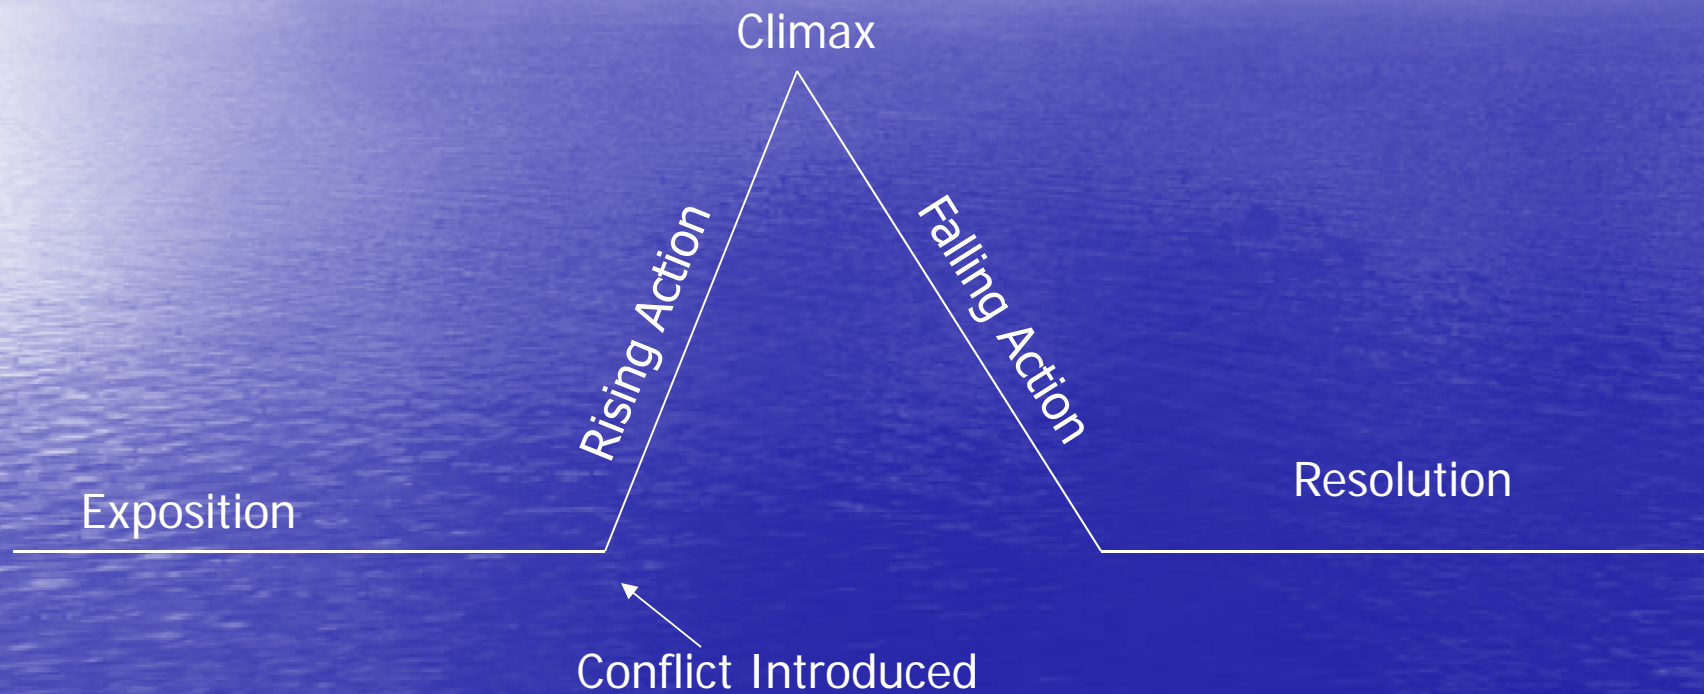 Climax
Rising Action
Falling Action
Exposition
Resolution
Conflict Introduced